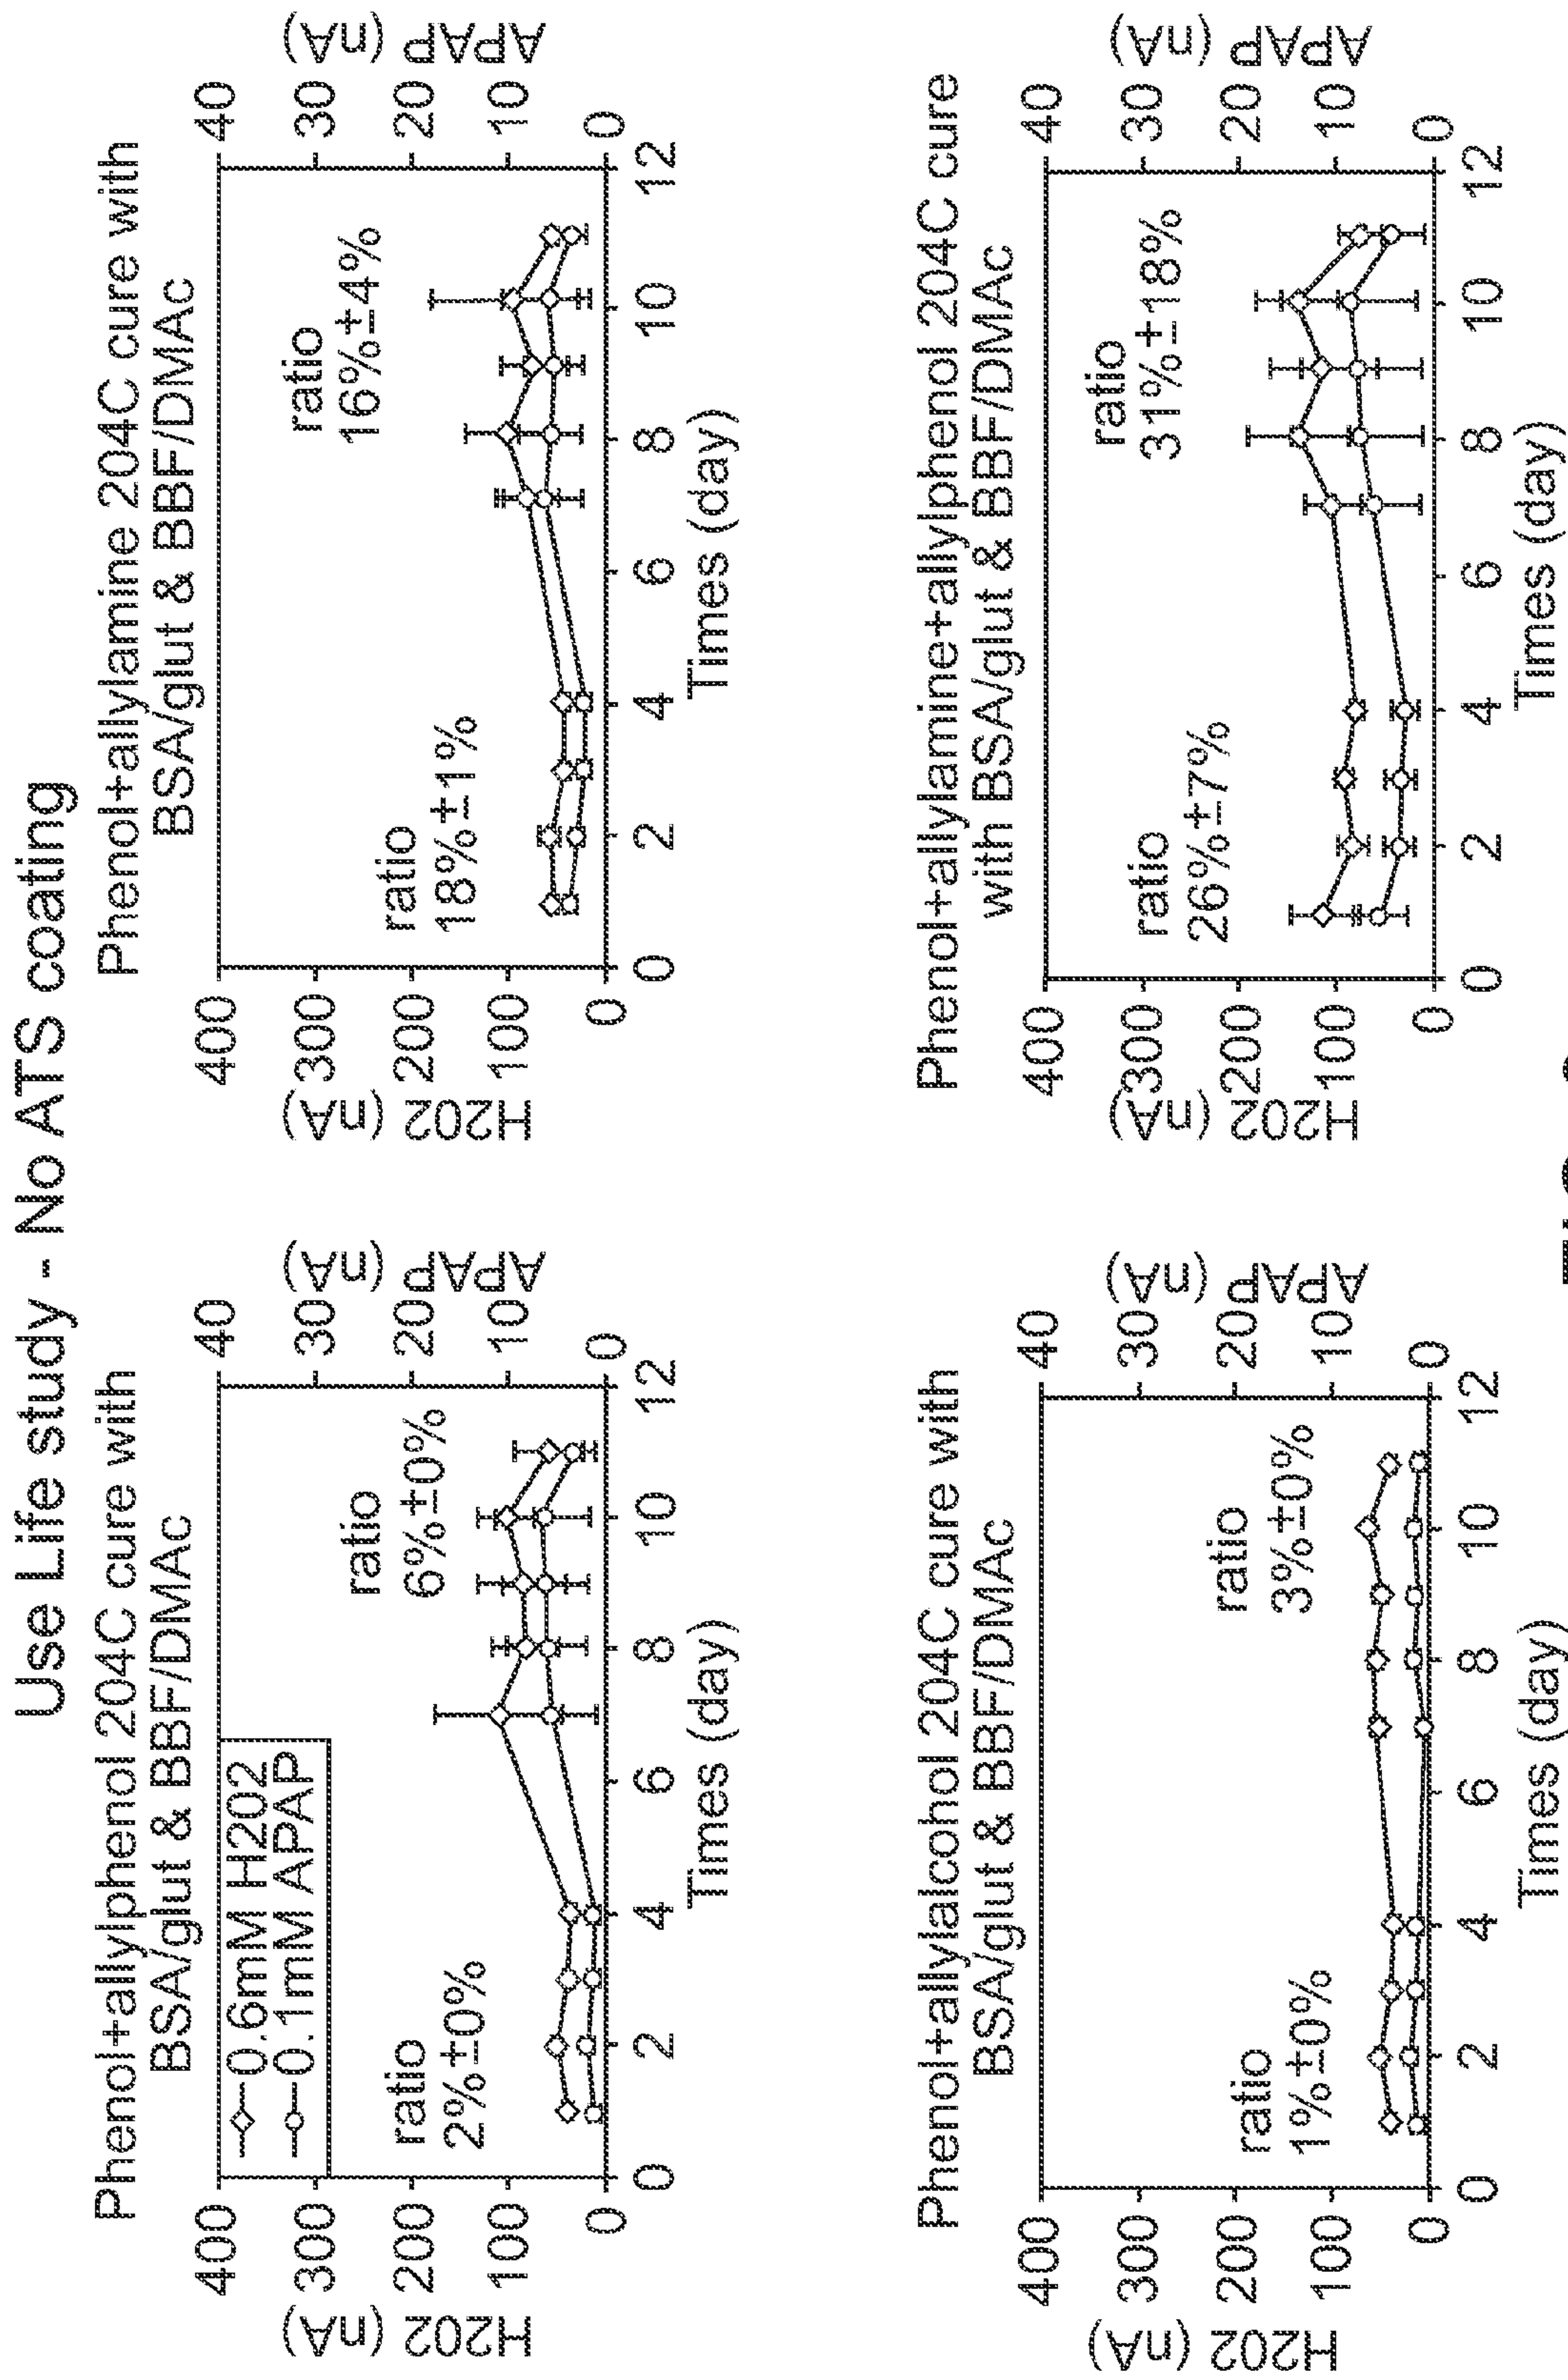 Use Life study - No ATS coating
Phenol+allylphenol 204C cure with
BSA/glut & BBF/DMAc
0.6mM H202
0.1mM APAP
H202 (nA)
400
300
200
100
0
APAP (nA)
40
30
20
10
0
ratio
2%±0%
ratio
6%±0%
0 2 4 6 8 10 12
Times (day)
Phenol+allylamine 204C cure with
BSA/glut & BBF/DMAc
H202 (nA)
400
300
200
100
0
APAP (nA)
40
30
20
10
0
ratio
18%±1%
ratio
16%±4%
0 2 4 6 8 10 12
Times (day)
Phenol+allylalcohol 204C cure with
BSA/glut & BBF/DMAc
H202 (nA)
400
300
200
100
0
APAP (nA)
40
30
20
10
0
ratio
1%±0%
ratio
3%±0%
0 2 4 6 8 10 12
Times (day)
Phenol+allylamine+allylphenol 204C cure
with BSA/glut & BBF/DMAc
H202 (nA)
400
300
200
100
0
APAP (nA)
40
30
20
10
0
ratio
26%±7%
ratio
31%±18%
0 2 4 6 8 10 12
Times (day)